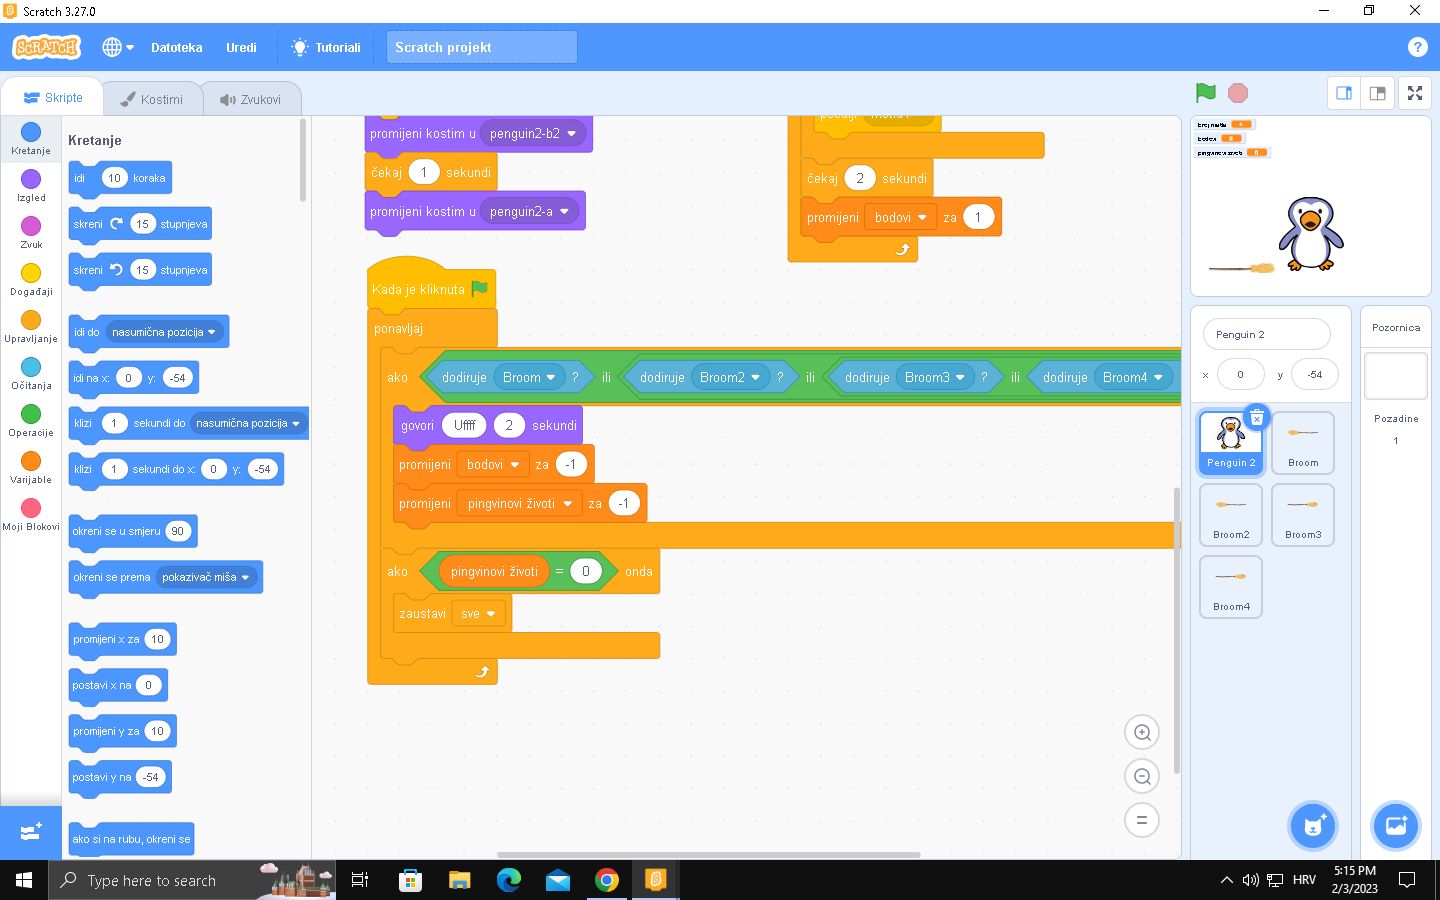 Scratch 3.27.0
SCRATCH
Datoteka
Uredi
Tutoriali
Scratch projekt
?
Skripte
Kostimi
Zvukovi
Kretanje
Izgled
Zvuk
Događaji
Upravljanje
Očitanja
Operacije
Varijable
Moji Blokovi
Kretanje
idi 10 koraka
skreni 15 stupnjeva
skreni 15 stupnjeva
idi do nasumična pozicija
idi na x: 0 y: -54
klizi 1 sekundi do nasumična pozicija
klizi 1 sekundi do x: 0 y: -54
okreni se u smjeru 90
okreni se prema pokazivač miša
promijeni x za 10
postavi x na 0
promijeni y za 10
postavi y na -54
ako si na rubu, okreni se
promijeni kostim u penguin2-b2
čekaj 1 sekundi
promijeni kostim u penguin2-a
čekaj 2 sekundi
promijeni bodovi za 1
Kada je kliknuta
ponavljaj
ako dodiruje Broom ? ili dodiruje Broom2 ? ili dodiruje Broom3 ? ili dodiruje Broom4
govori Uffff 2 sekundi
promijeni bodovi za -1
promijeni pingvinovi životi za -1
ako pingvinovi životi = 0 onda
zaustavi sve
bodovi
pingvinovi životi
Penguin 2
x 0 y -54
Penguin 2
Broom
Broom2
Broom3
Broom4
Pozornica
Pozadine
1
Type here to search
HRV
5:15 PM
2/3/2023